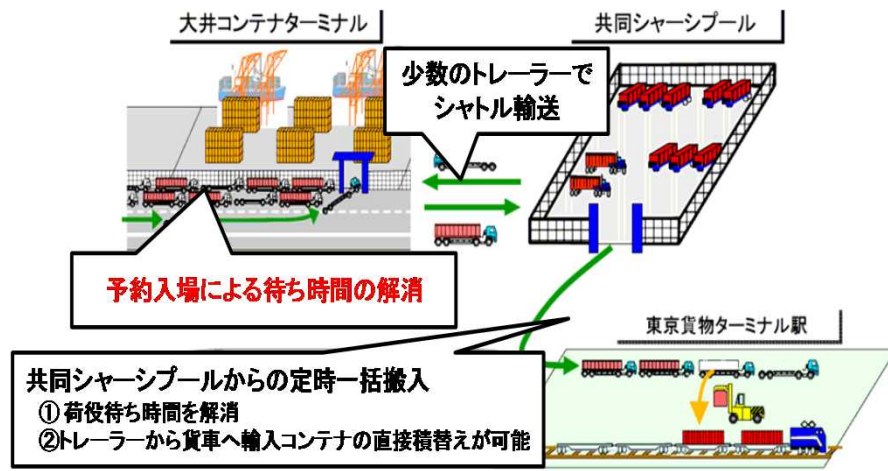 大井コンテナターミナル
共同シャーシプール
少数のトレーラーで
シャトル輸送
予約入場による待ち時間の解消
東京貨物ターミナル駅
共同シャーシプールからの定時一括搬入
① 荷役待ち時間を解消
②トレーラーから貨車へ輸入コンテナの直接積替えが可能